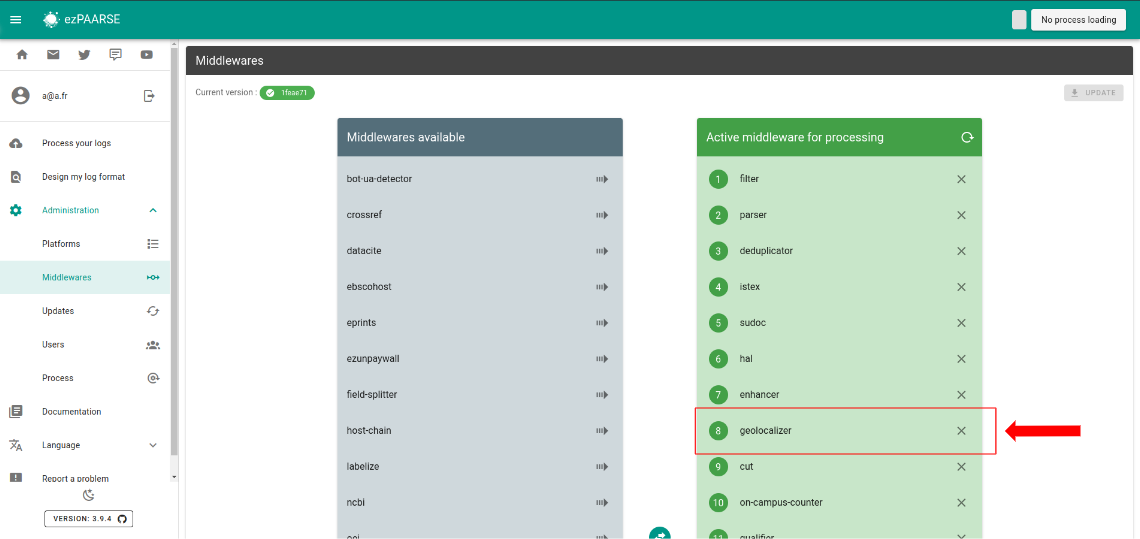 ezPAARSE
No process loading
a@a.fr
Process your logs
Design my log format
Administration
Platforms
Middlewares
Updates
Users
Process
Documentation
Language
Report a problem
VERSION: 3.9.4
Middlewares
Current version : 1feae71
UPDATE
Middlewares available
bot-ua-detector
crossref
datacite
ebscohost
eprints
ezunpaywall
field-splitter
host-chain
labelize
ncbi
Active middleware for processing
1 filter
2 parser
3 deduplicator
4 istex
5 sudoc
6 hal
7 enhancer
8 geolocalizer
9 cut
10 on-campus-counter
11 qualifier